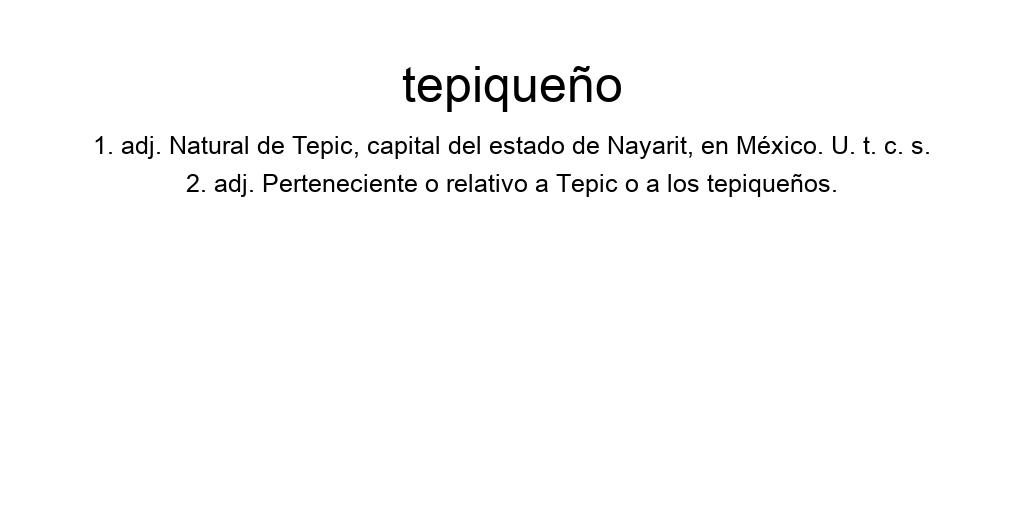 tepiqueño
1. adj. Natural de Tepic, capital del estado de Nayarit, en México. U. t. c. s.
2. adj. Perteneciente o relativo a Tepic o a los tepiqueños.